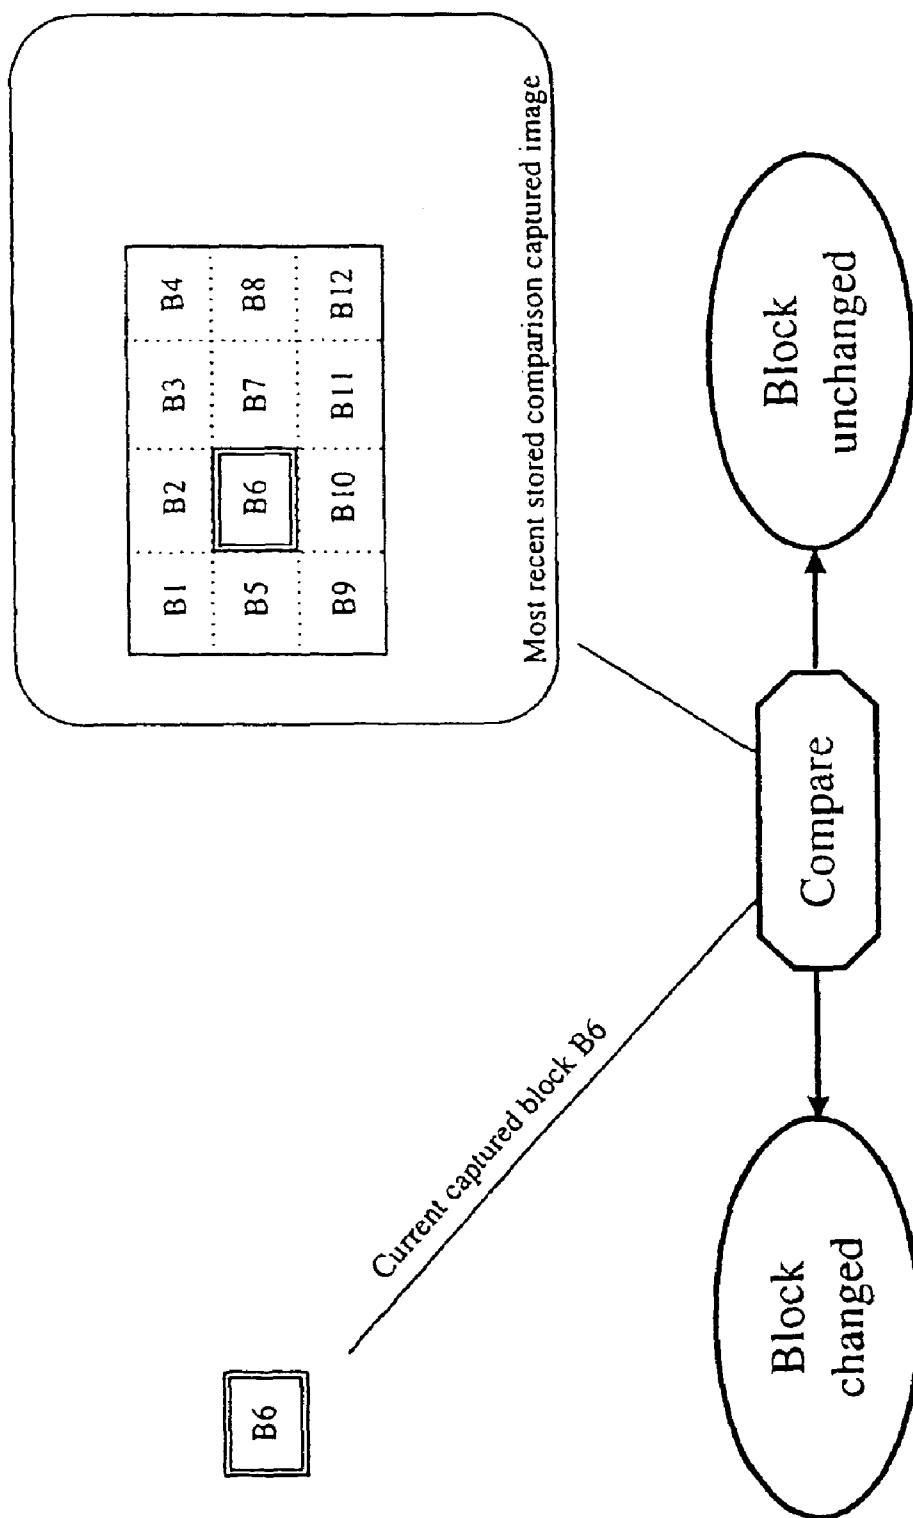 B6
B1 B2 B3 B4
B5 B6 B7 B8
B9 B10 B11 B12
Most recent stored comparison captured image
Current captured block B6
Compare
Block
changed
Block
unchanged